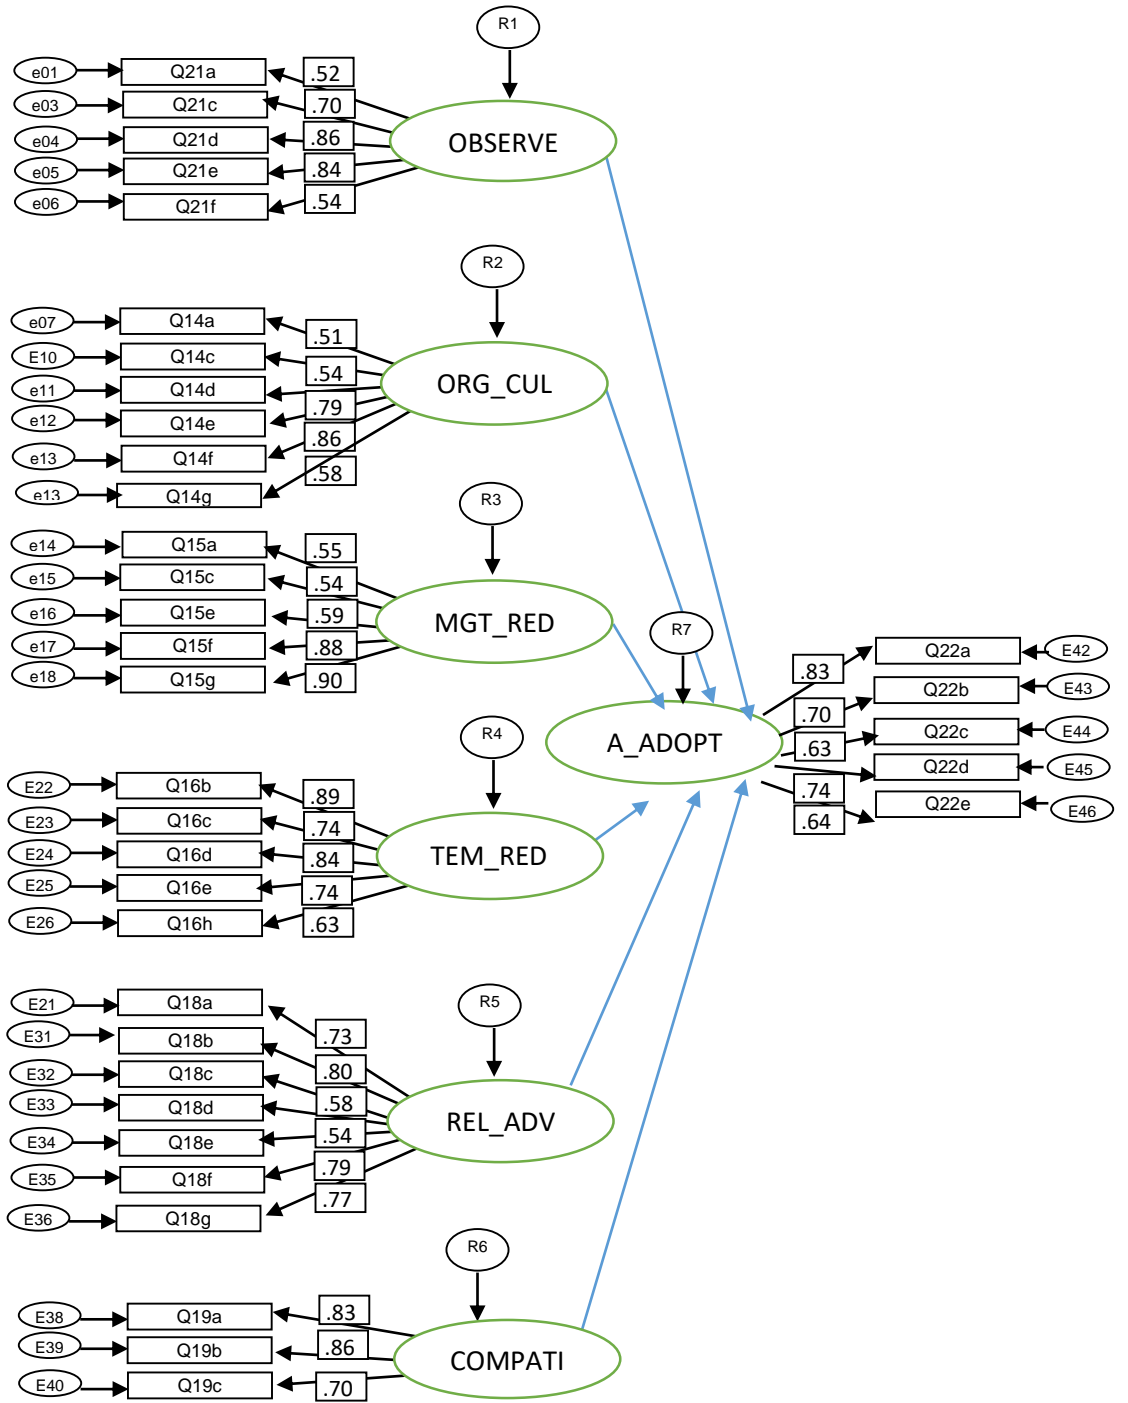 R1
e01 Q21a .52
e03 Q21c .70
e04 Q21d .86
e05 Q21e .84
e06 Q21f .54
OBSERVE
R2
e07 Q14a .51
E10 Q14c .54
e11 Q14d .79
e12 Q14e .86
e13 Q14f .58
e13 Q14g
ORG_CUL
R3
e14 Q15a .55
e15 Q15c .54
e16 Q15e .59
e17 Q15f .88
e18 Q15g .90
MGT_RED
R7
A_ADOPT
.83 Q22a E42
.70 Q22b E43
.63 Q22c E44
.74 Q22d E45
.64 Q22e E46
R4
E22 Q16b .89
E23 Q16c .74
E24 Q16d .84
E25 Q16e .74
E26 Q16h .63
TEM_RED
R5
E21 Q18a .73
E31 Q18b .80
E32 Q18c .58
E33 Q18d .54
E34 Q18e .79
E35 Q18f .77
E36 Q18g
REL_ADV
R6
E38 Q19a .83
E39 Q19b .86
E40 Q19c .70
COMPATI